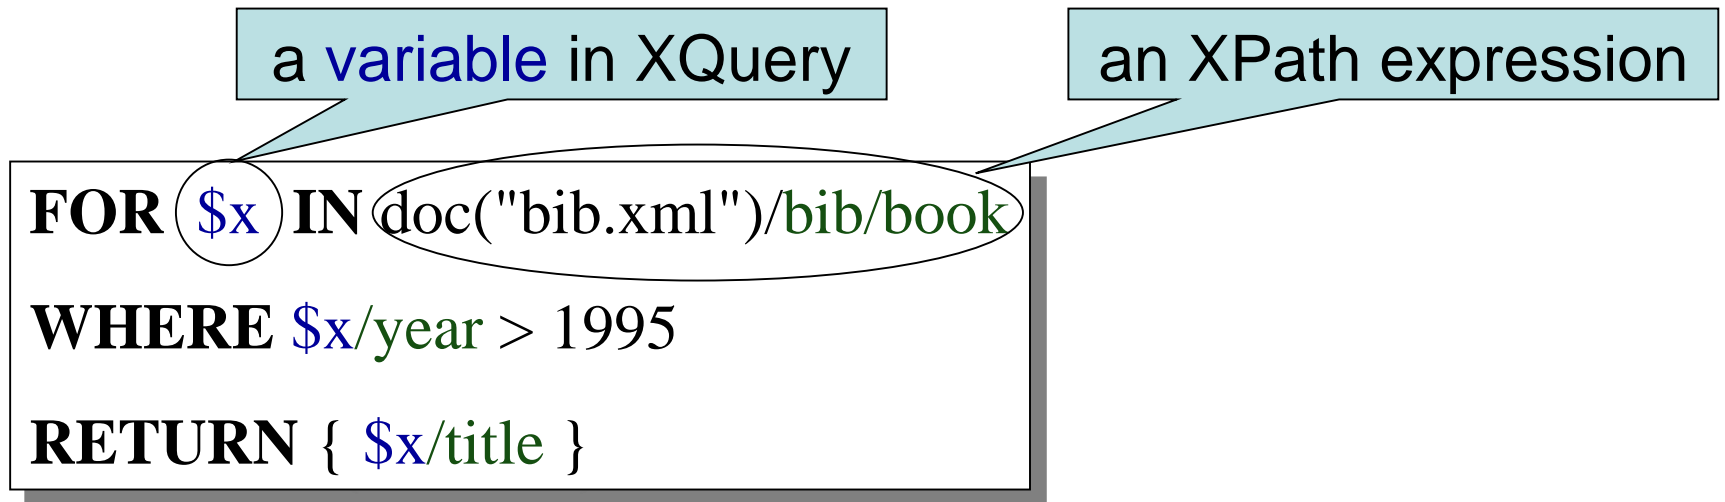 a variable in XQuery
an XPath expression
FOR $x IN doc("bib.xml")/bib/book
WHERE $x/year > 1995
RETURN { $x/title }